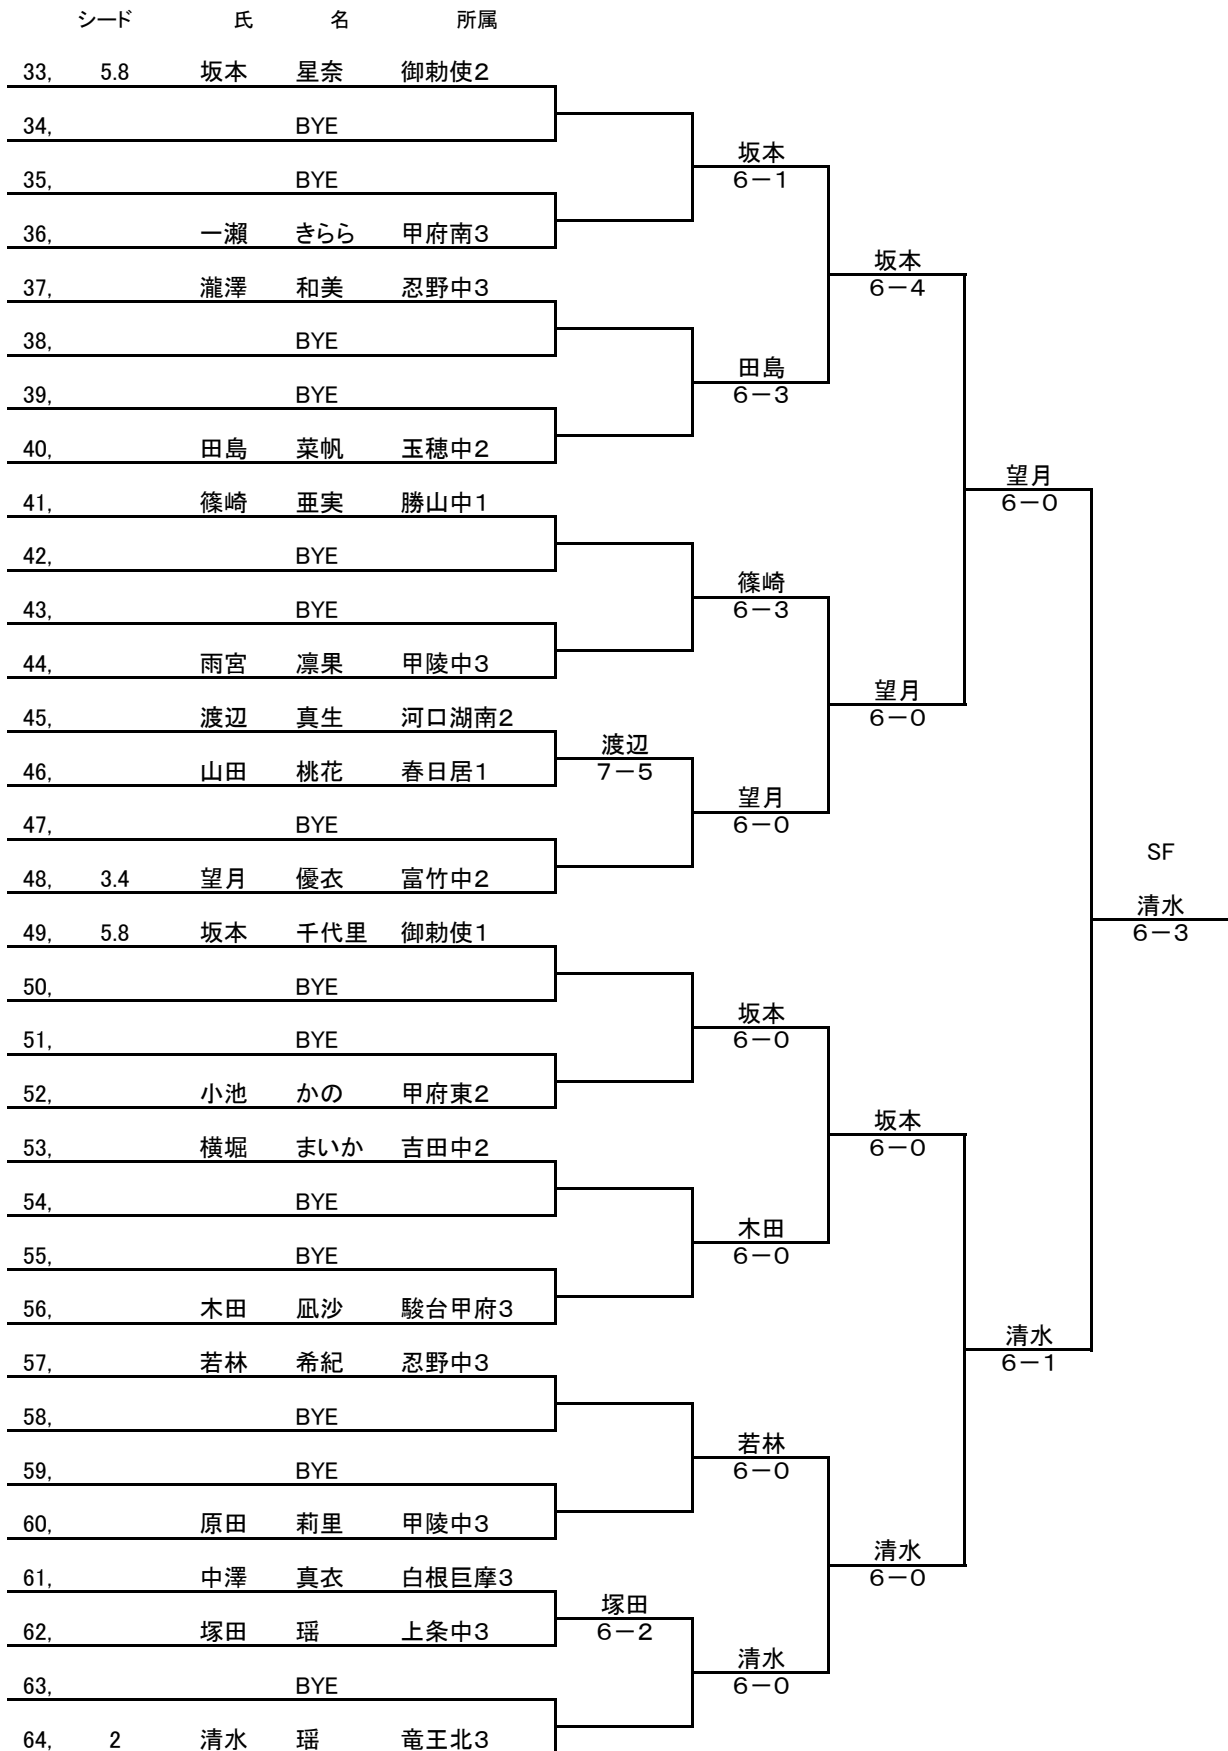 シード 氏 名 所属
33, 5.8 坂本 星奈 御勅使2
34, BYE
坂本
35, BYE
6－1
36, 一瀬 きらら 甲府南3
坂本
37, 瀧澤 和美 忍野中3
6－4
38, BYE
田島
39, BYE
6－3
40, 田島 菜帆 玉穂中2
望月
41, 篠崎 亜実 勝山中1
6－0
42, BYE
篠崎
43, BYE
6－3
44, 雨宮 凛果 甲陵中3
望月
45, 渡辺 真生 河口湖南2
6－0
渡辺
46, 山田 桃花 春日居1
7－5
望月
47, BYE
6－0
SF
48, 3.4 望月 優衣 富竹中2
清水
49, 5.8 坂本 千代里 御勅使1
6－3
50, BYE
坂本
51, BYE
6－0
52, 小池 かの 甲府東2
坂本
53, 横堀 まいか 吉田中2
6－0
54, BYE
木田
55, BYE
6－0
56, 木田 凪沙 駿台甲府3
清水
57, 若林 希紀 忍野中3
6－1
58, BYE
若林
59, BYE
6－0
60, 原田 莉里 甲陵中3
清水
61, 中澤 真衣 白根巨摩3
6－0
塚田
62, 塚田 瑶 上条中3
6－2
清水
63, BYE
6－0
64, 2 清水 瑶 竜王北3